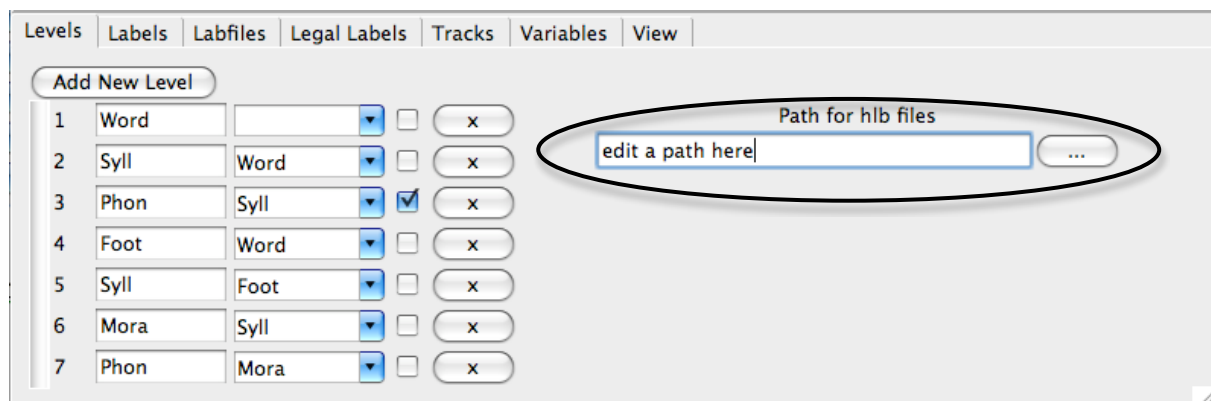 Levels Labels Labfiles Legal Labels Tracks Variables View
Add New Level
Path for hlb files
edit a path here ...
1 Word x
2 Syll Word x
3 Phon Syll x
4 Foot Word x
5 Syll Foot x
6 Mora Syll x
7 Phon Mora x